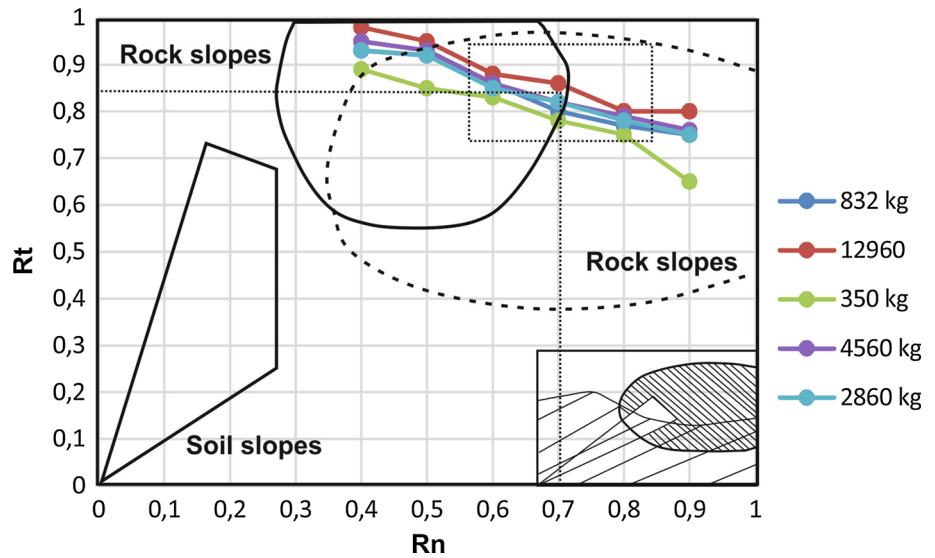 1
0,9
0,8
0,7
0,6
0,5
0,4
0,3
0,2
0,1
0
Rt
Rock slopes
Rock slopes
Soil slopes
0 0,1 0,2 0,3 0,4 0,5 0,6 0,7 0,8 0,9 1
Rn
832 kg
12960
350 kg
4560 kg
2860 kg